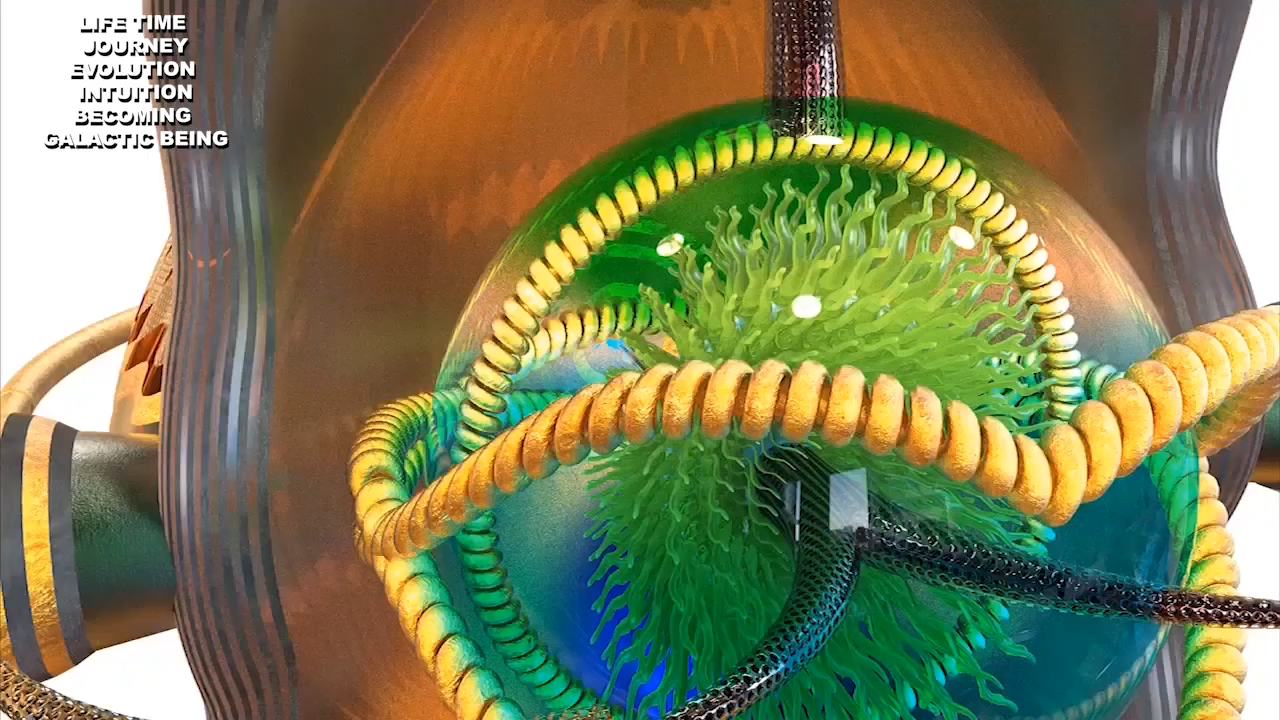 LIFE TIME
JOURNEY
EVOLUTION
INTUITION
BECOMING
GALACTIC BEING